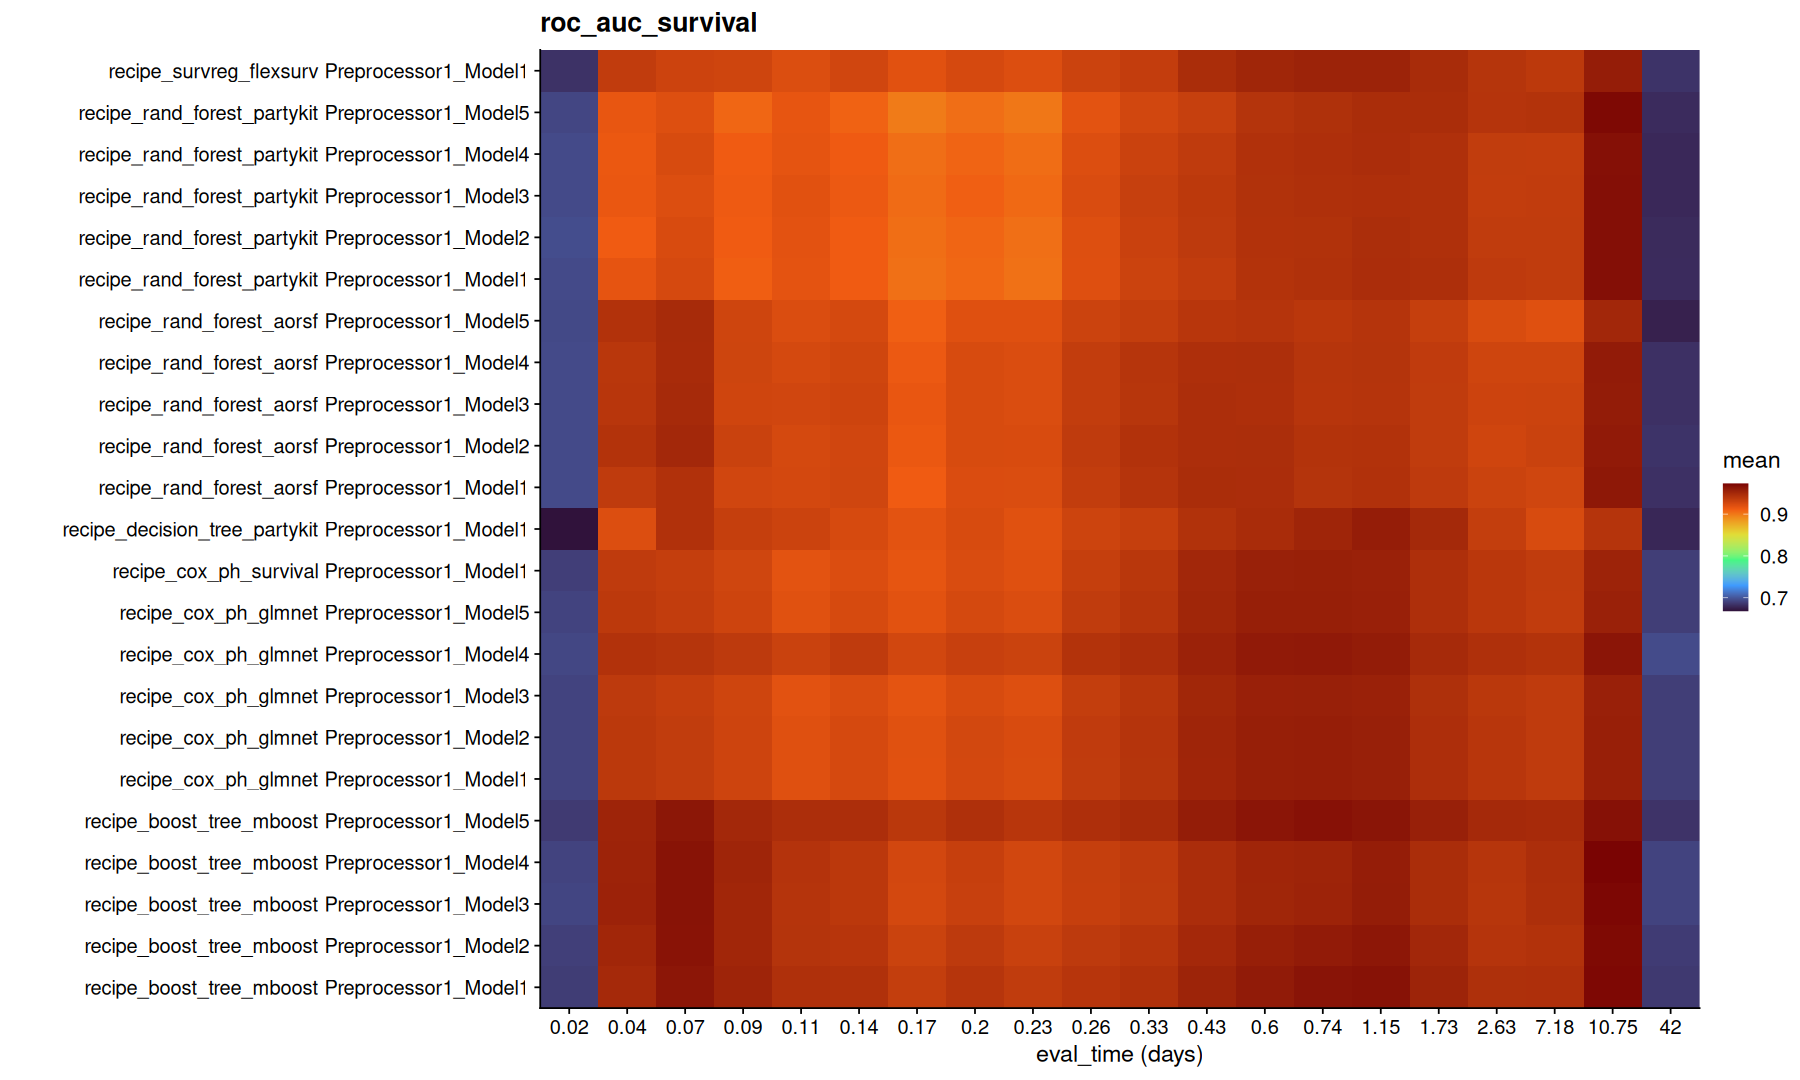 roc_auc_survival
recipe_survreg_flexsurv Preprocessor1_Model1
recipe_rand_forest_partykit Preprocessor1_Model5
recipe_rand_forest_partykit Preprocessor1_Model4
recipe_rand_forest_partykit Preprocessor1_Model3
recipe_rand_forest_partykit Preprocessor1_Model2
recipe_rand_forest_partykit Preprocessor1_Model1
recipe_rand_forest_aorsf Preprocessor1_Model5
recipe_rand_forest_aorsf Preprocessor1_Model4
recipe_rand_forest_aorsf Preprocessor1_Model3
recipe_rand_forest_aorsf Preprocessor1_Model2
recipe_rand_forest_aorsf Preprocessor1_Model1
recipe_decision_tree_partykit Preprocessor1_Model1
recipe_cox_ph_survival Preprocessor1_Model1
recipe_cox_ph_glmnet Preprocessor1_Model5
recipe_cox_ph_glmnet Preprocessor1_Model4
recipe_cox_ph_glmnet Preprocessor1_Model3
recipe_cox_ph_glmnet Preprocessor1_Model2
recipe_cox_ph_glmnet Preprocessor1_Model1
recipe_boost_tree_mboost Preprocessor1_Model5
recipe_boost_tree_mboost Preprocessor1_Model4
recipe_boost_tree_mboost Preprocessor1_Model3
recipe_boost_tree_mboost Preprocessor1_Model2
recipe_boost_tree_mboost Preprocessor1_Model1
0.02 0.04 0.07 0.09 0.11 0.14 0.17 0.2 0.23 0.26 0.33 0.43 0.6 0.74 1.15 1.73 2.63 7.18 10.75 42
eval_time (days)
mean
0.9
0.8
0.7